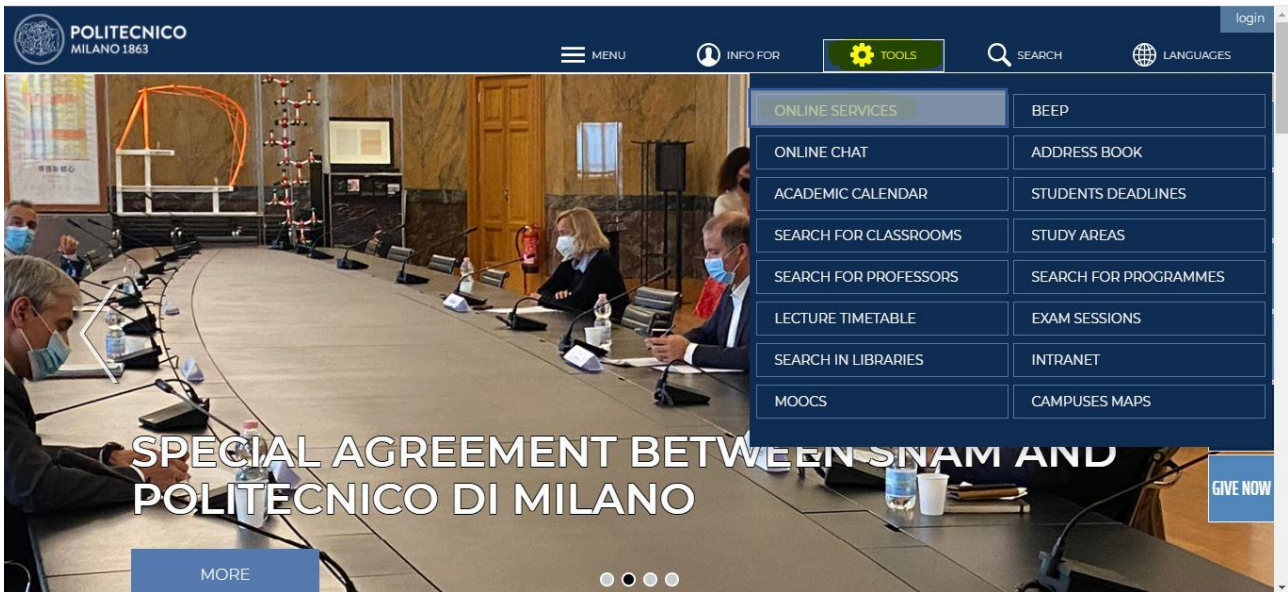 login
POLITECNICO
MILANO 1863
MENU
INFO FOR
TOOLS
SEARCH
LANGUAGES
ONLINE SERVICES
BEEP
ONLINE CHAT
ADDRESS BOOK
ACADEMIC CALENDAR
STUDENTS DEADLINES
SEARCH FOR CLASSROOMS
STUDY AREAS
SEARCH FOR PROFESSORS
SEARCH FOR PROGRAMMES
LECTURE TIMETABLE
EXAM SESSIONS
SEARCH IN LIBRARIES
INTRANET
MOOCS
CAMPUSES MAPS
SPECIAL AGREEMENT BETWEEN SNAM AND
POLITECNICO DI MILANO
GIVE NOW
MORE